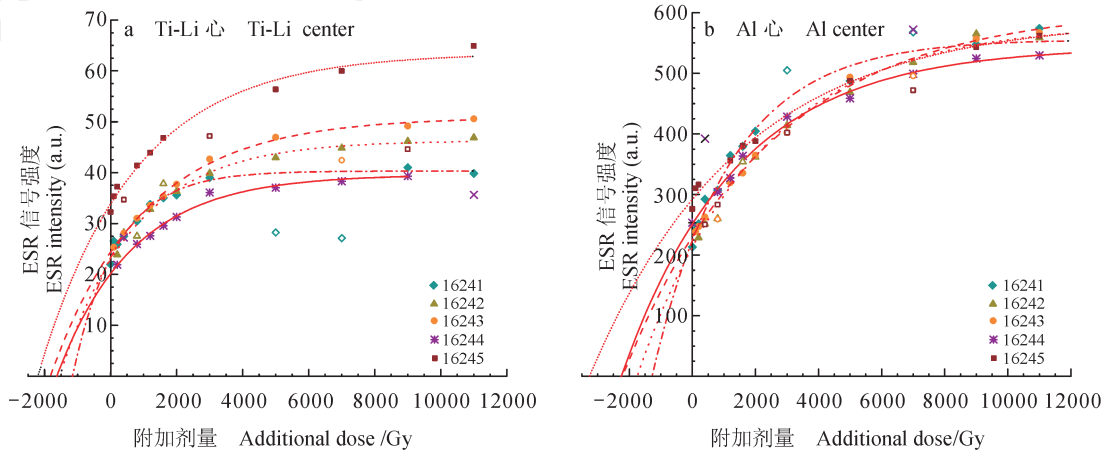 a Ti-Li 心 Ti-Li center
70
60
50
40
30
20
10
ESR 信号强度
ESR intensity (a.u.)
16241
16242
16243
16244
16245
−2000 0 2000 4000 6000 8000 10000 12000
附加剂量 Additional dose /Gy
b Al 心 Al center
600
500
400
300
200
100
ESR 信号强度
ESR intensity (a.u.)
16241
16242
16243
16244
16245
−2000 0 2000 4000 6000 8000 10000 12000
附加剂量 Additional dose/Gy